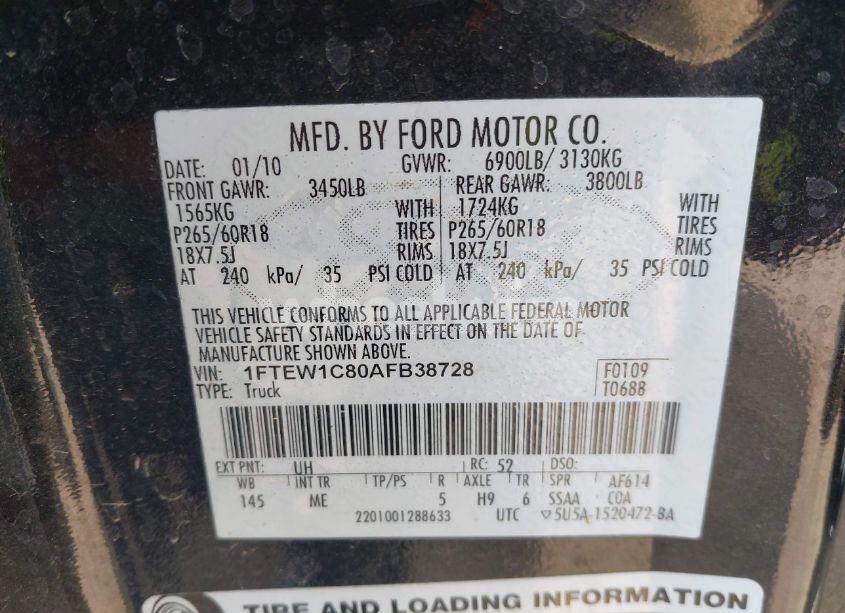 MFD. BY FORD MOTOR CO.
DATE: 01/10 GVWR: 6900LB/ 3130KG
FRONT GAWR: 3450LB REAR GAWR: 3800LB
1565KG WITH 1724KG WITH
P265/60R18 TIRES P265/60R18 TIRES
18X7.5J RIMS 18X7.5J RIMS
AT 240 kPa/ 35 PSI COLD AT 240 kPa/ 35 PSI COLD
THIS VEHICLE CONFORMS TO ALL APPLICABLE FEDERAL MOTOR
VEHICLE SAFETY STANDARDS IN EFFECT ON THE DATE OF
MANUFACTURE SHOWN ABOVE.
VIN: 1FTEW1C80AFB38728 F0109
TYPE: Truck T0688
EXT PNT: UH RC: 52 DSO:
WB INT TR TP/PS R AXLE TR SPR AF614
145 ME 5 H9 6 SSAA COA
2201001288633 UTC ▽5U5A-1520472-BA
TIRE AND LOADING INFORMATION